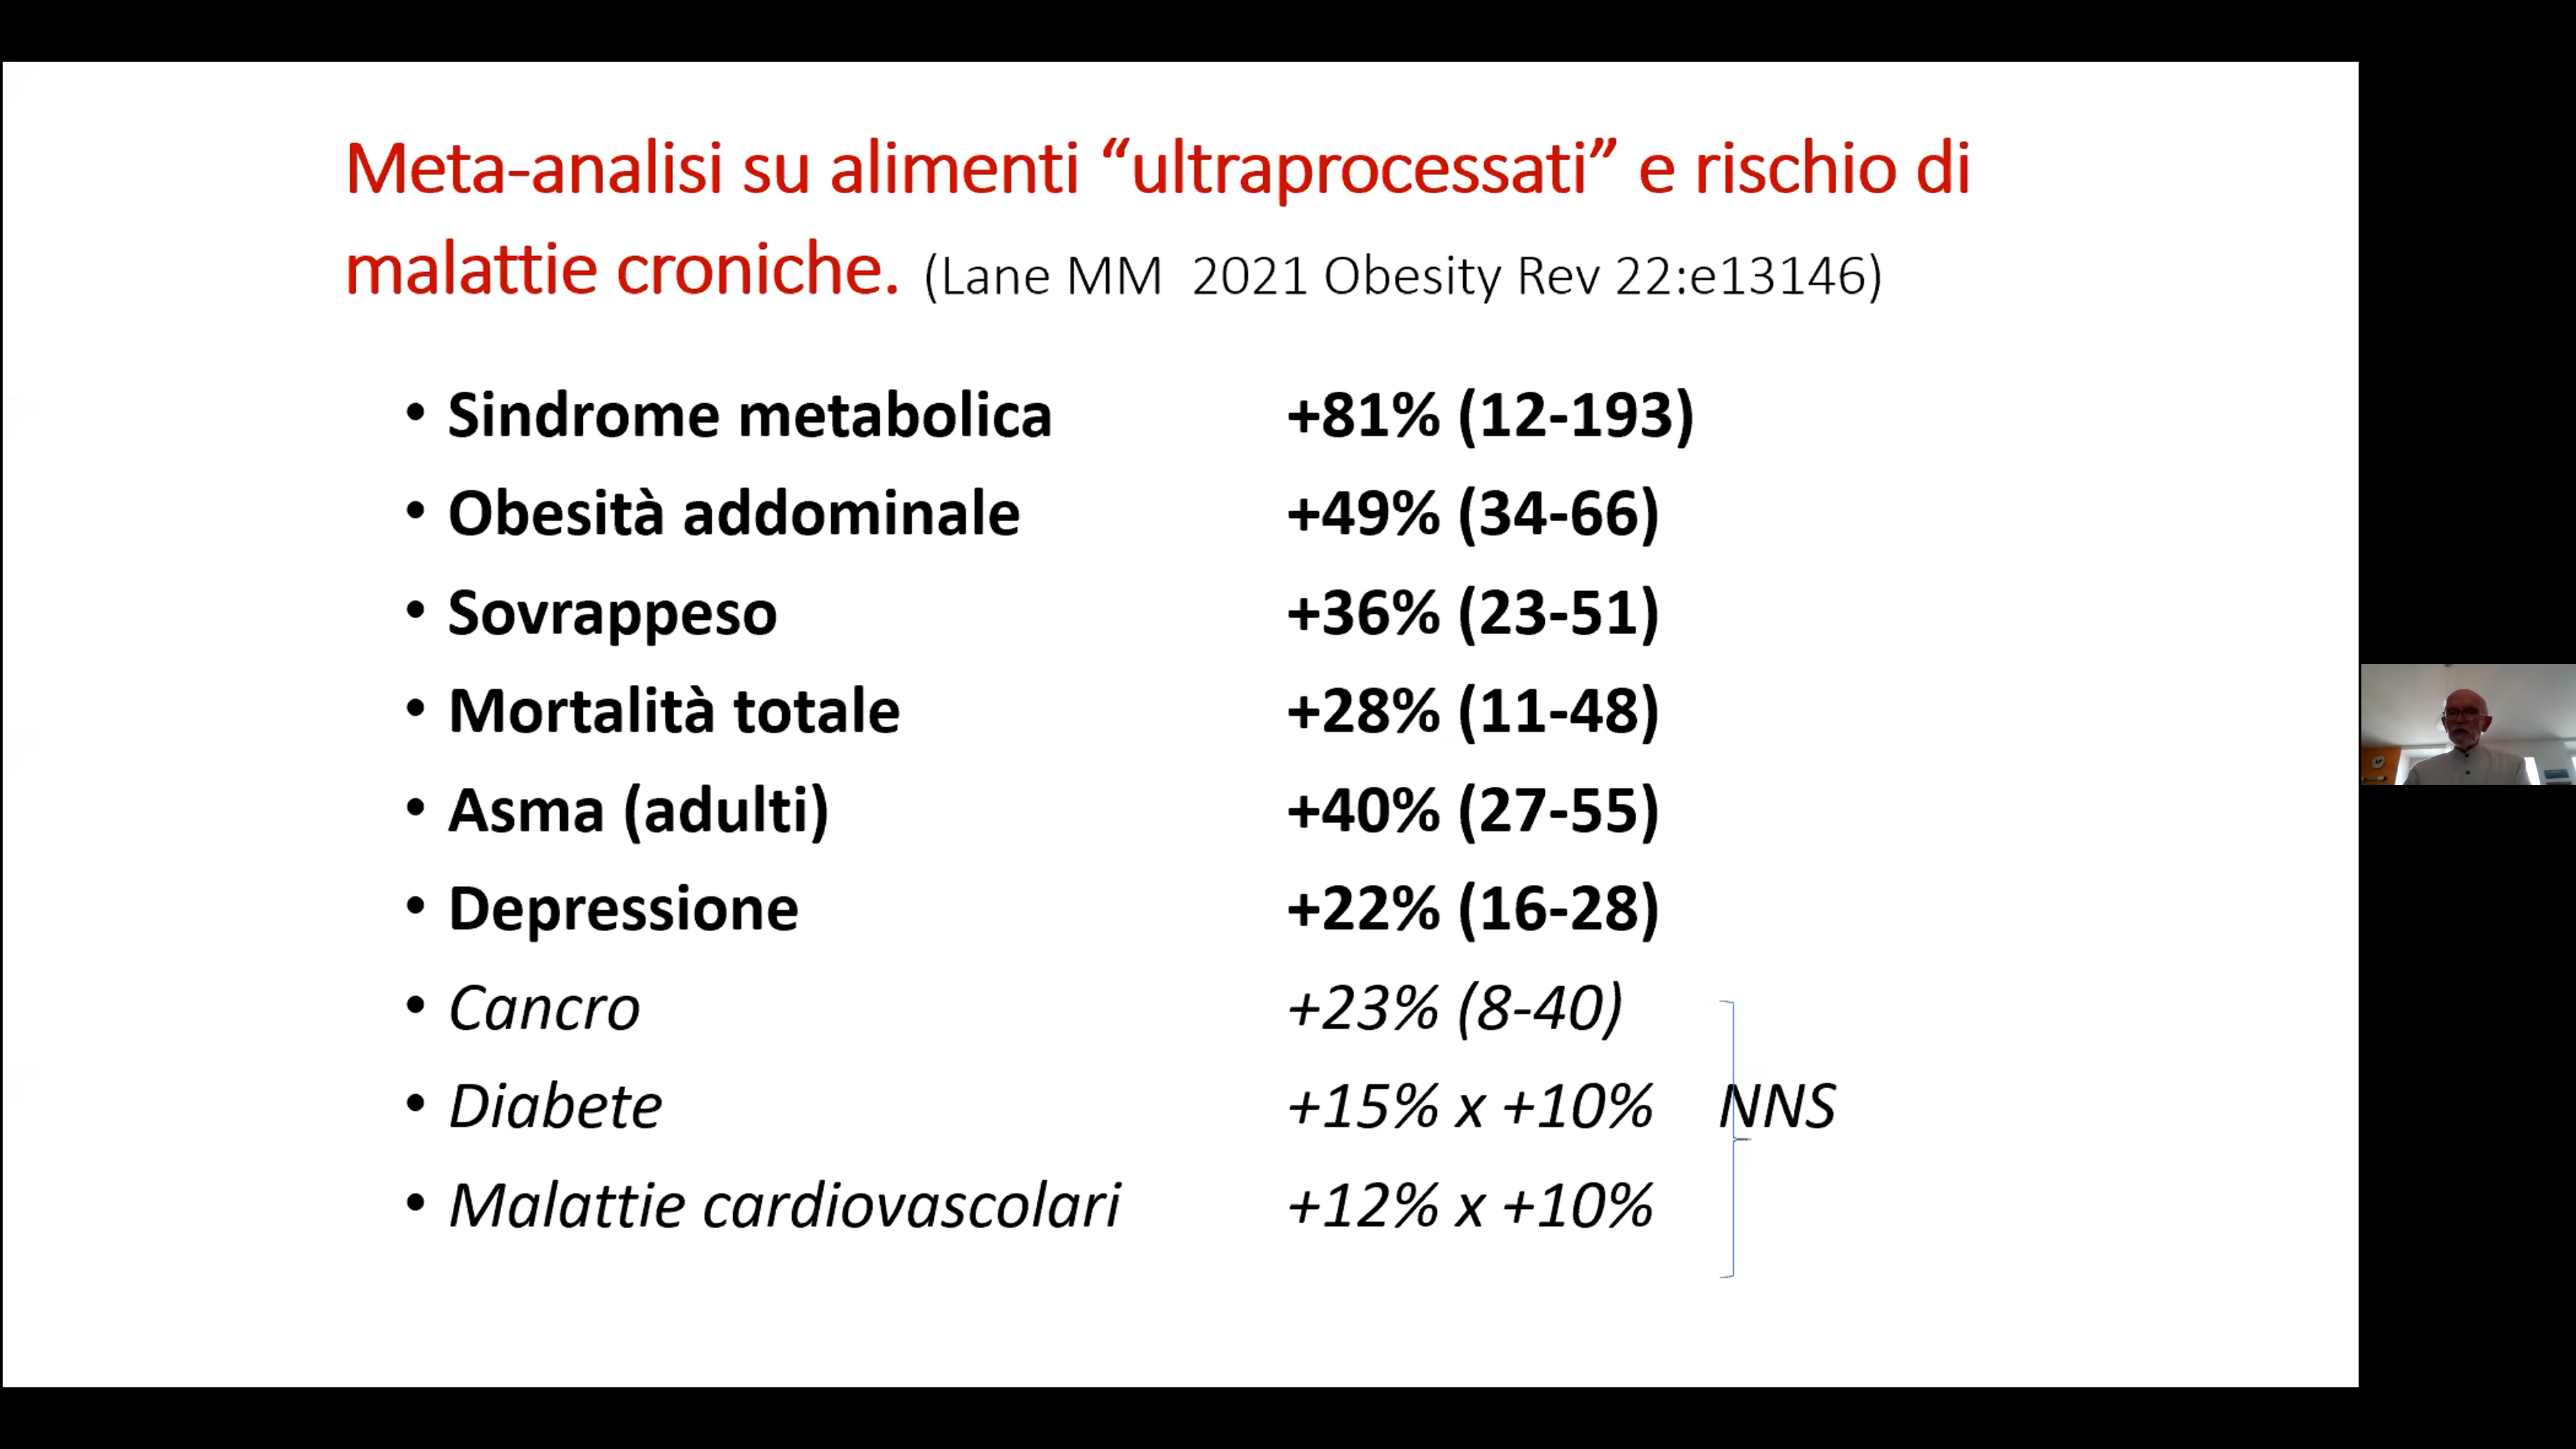 Meta-analisi su alimenti “ultraprocessati” e rischio di
malattie croniche. (Lane MM 2021 Obesity Rev 22:e13146)
• Sindrome metabolica +81% (12-193)
• Obesità addominale +49% (34-66)
• Sovrappeso +36% (23-51)
• Mortalità totale +28% (11-48)
• Asma (adulti) +40% (27-55)
• Depressione +22% (16-28)
• Cancro +23% (8-40)
• Diabete +15% x +10% NNS
• Malattie cardiovascolari +12% x +10%